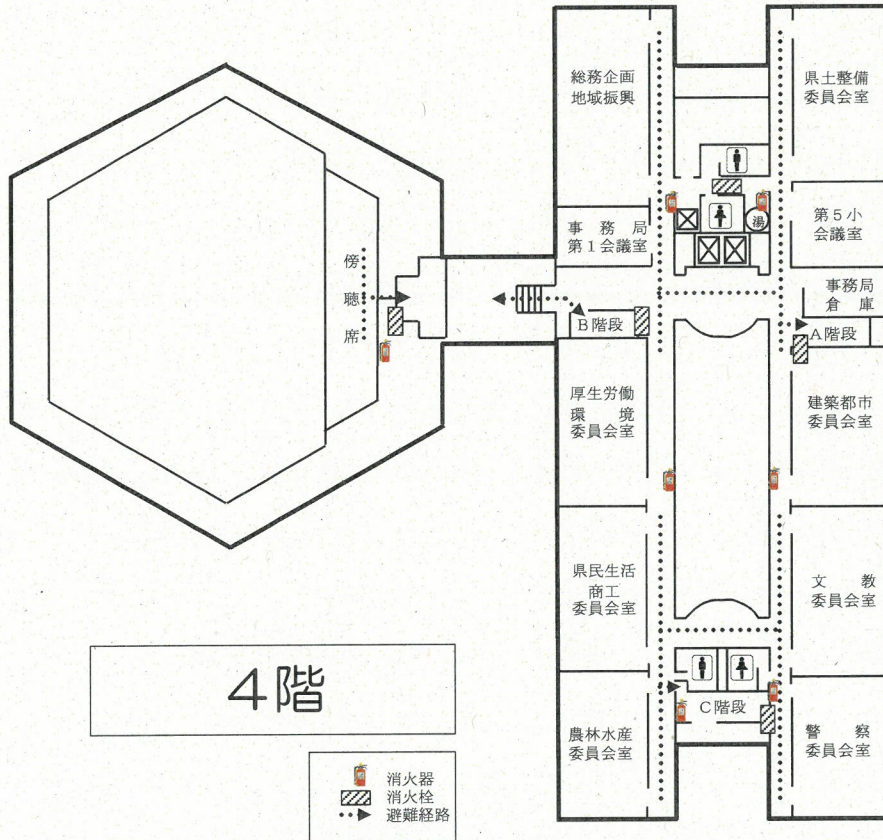 総務企画
地域振興
県土整備
委員会室
事務局
第1会議室
湯
第5小
会議室
事務局
倉庫
傍聴席
B階段
A階段
厚生労働
環境
委員会室
建築都市
委員会室
県民生活
商工
委員会室
文教
委員会室
4階
C階段
農林水産
委員会室
警察
委員会室
消火器
消火栓
避難経路